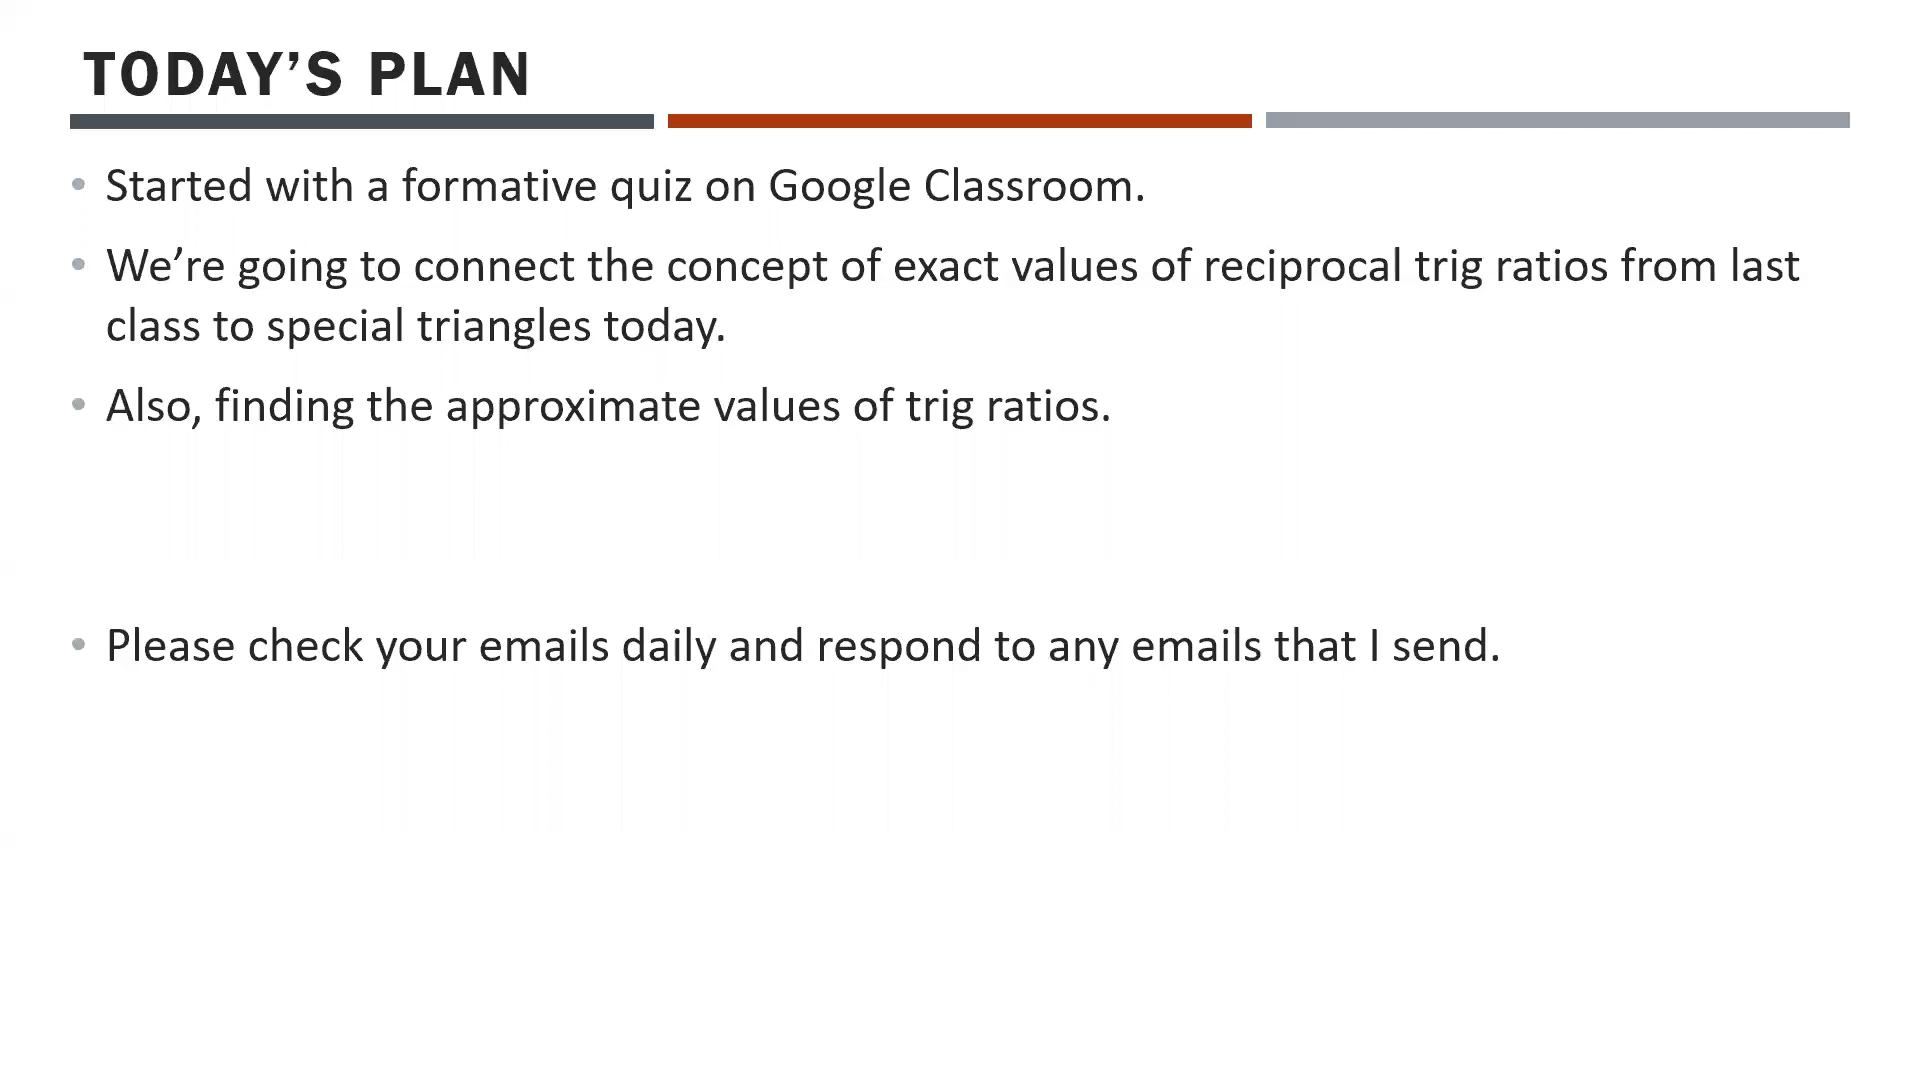 TODAY’S PLAN
• Started with a formative quiz on Google Classroom.
• We’re going to connect the concept of exact values of reciprocal trig ratios from last
class to special triangles today.
• Also, finding the approximate values of trig ratios.
• Please check your emails daily and respond to any emails that I send.